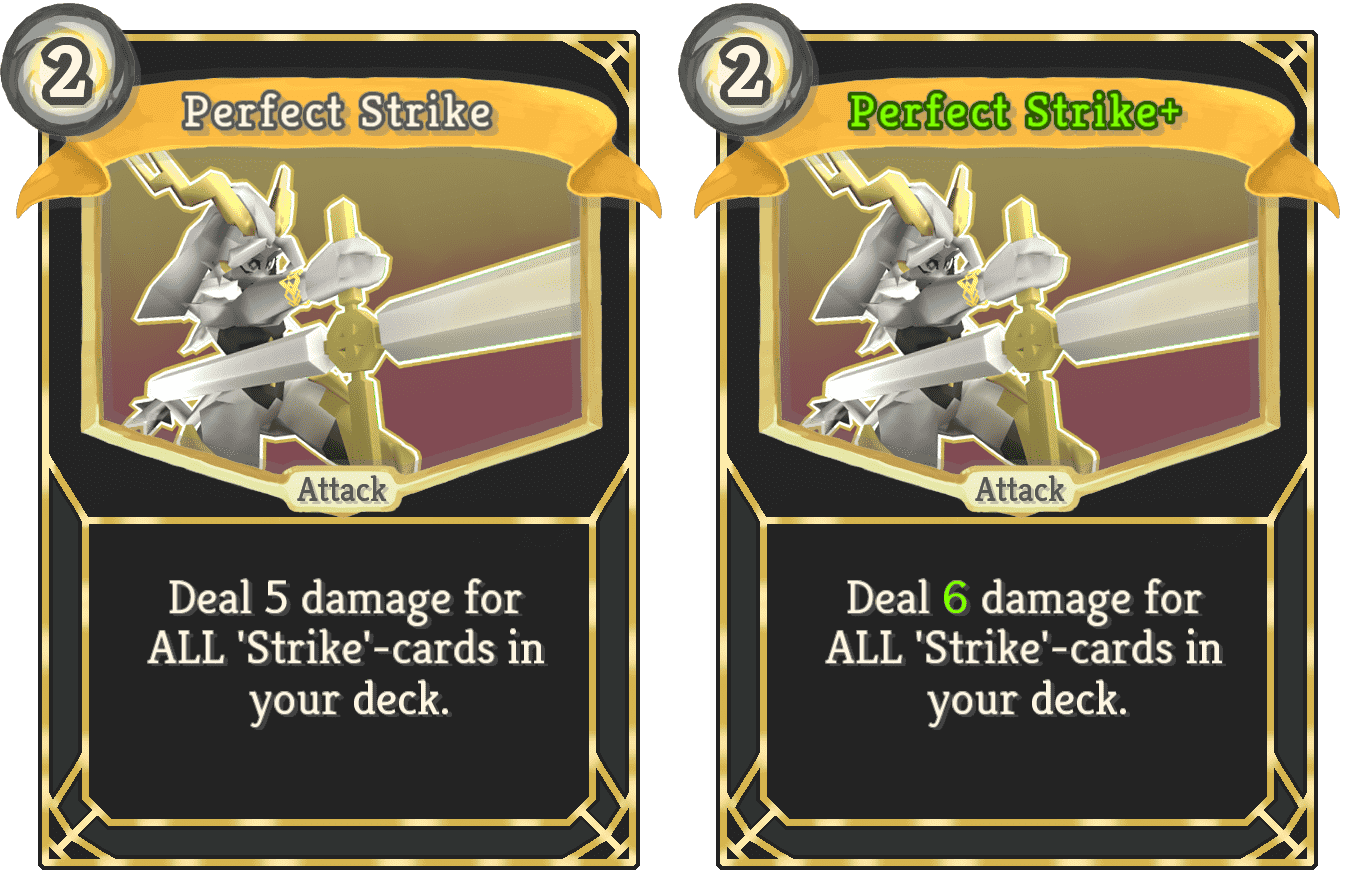 2
Perfect Strike
Attack
Deal 5 damage for
ALL 'Strike'-cards in
your deck.
2
Perfect Strike+
Attack
Deal 6 damage for
ALL 'Strike'-cards in
your deck.